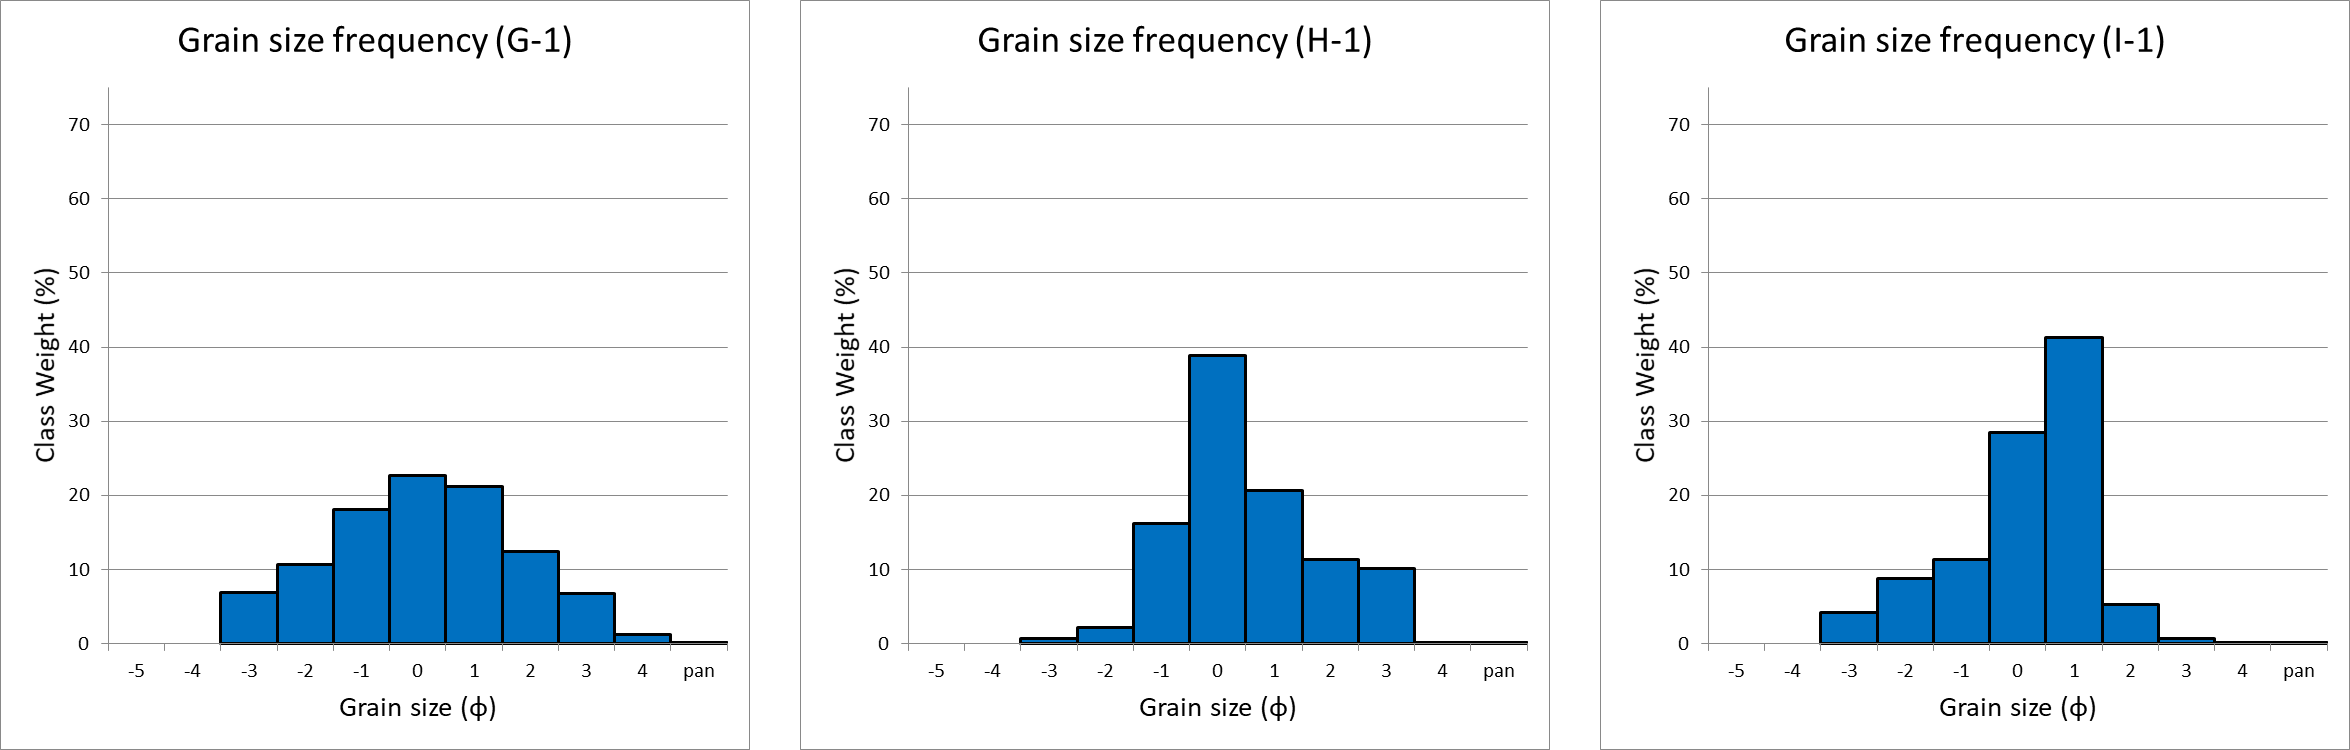 Grain size frequency (G-1)
Class Weight (%)
70
60
50
40
30
20
10
0
-5 -4 -3 -2 -1 0 1 2 3 4 pan
Grain size (ϕ)
Grain size frequency (H-1)
Class Weight (%)
70
60
50
40
30
20
10
0
-5 -4 -3 -2 -1 0 1 2 3 4 pan
Grain size (ϕ)
Grain size frequency (I-1)
Class Weight (%)
70
60
50
40
30
20
10
0
-5 -4 -3 -2 -1 0 1 2 3 4 pan
Grain size (ϕ)